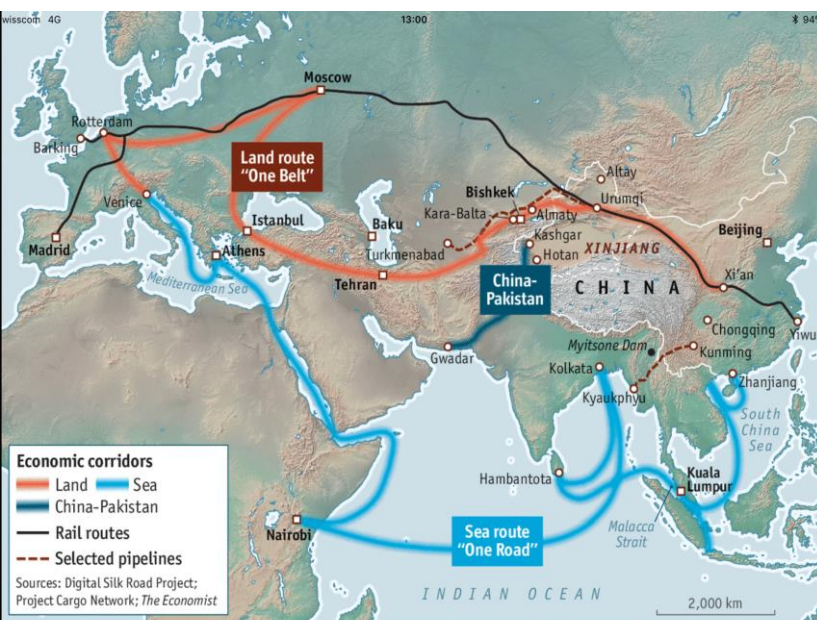 wisscom 4G
13:00
94%
Moscow
Rotterdam
Barking
Land route
"One Belt"
Altay
Bishkek
Urumqi
Venice
Kara-Balta
Almaty
Istanbul
Baku
Kashgar
Beijing
Madrid
Athens
Turkmenabad
XINJIANG
Hotan
Mediterranean Sea
Tehran
China-
Pakistan
CHINA
Xi'an
Chongqing
Yiwu
Gwadar
Myitsone Dam
Kunming
Kolkata
Zhanjiang
Kyaukphyu
SOUTH
CHINA
SEA
Economic corridors
Land
Sea
China-Pakistan
Rail routes
Selected pipelines
Sources: Digital Silk Road Project;
Project Cargo Network; The Economist
Hambantota
Kuala
Lumpur
Malacca
Strait
Nairobi
Sea route
"One Road"
INDIAN OCEAN
2,000 km